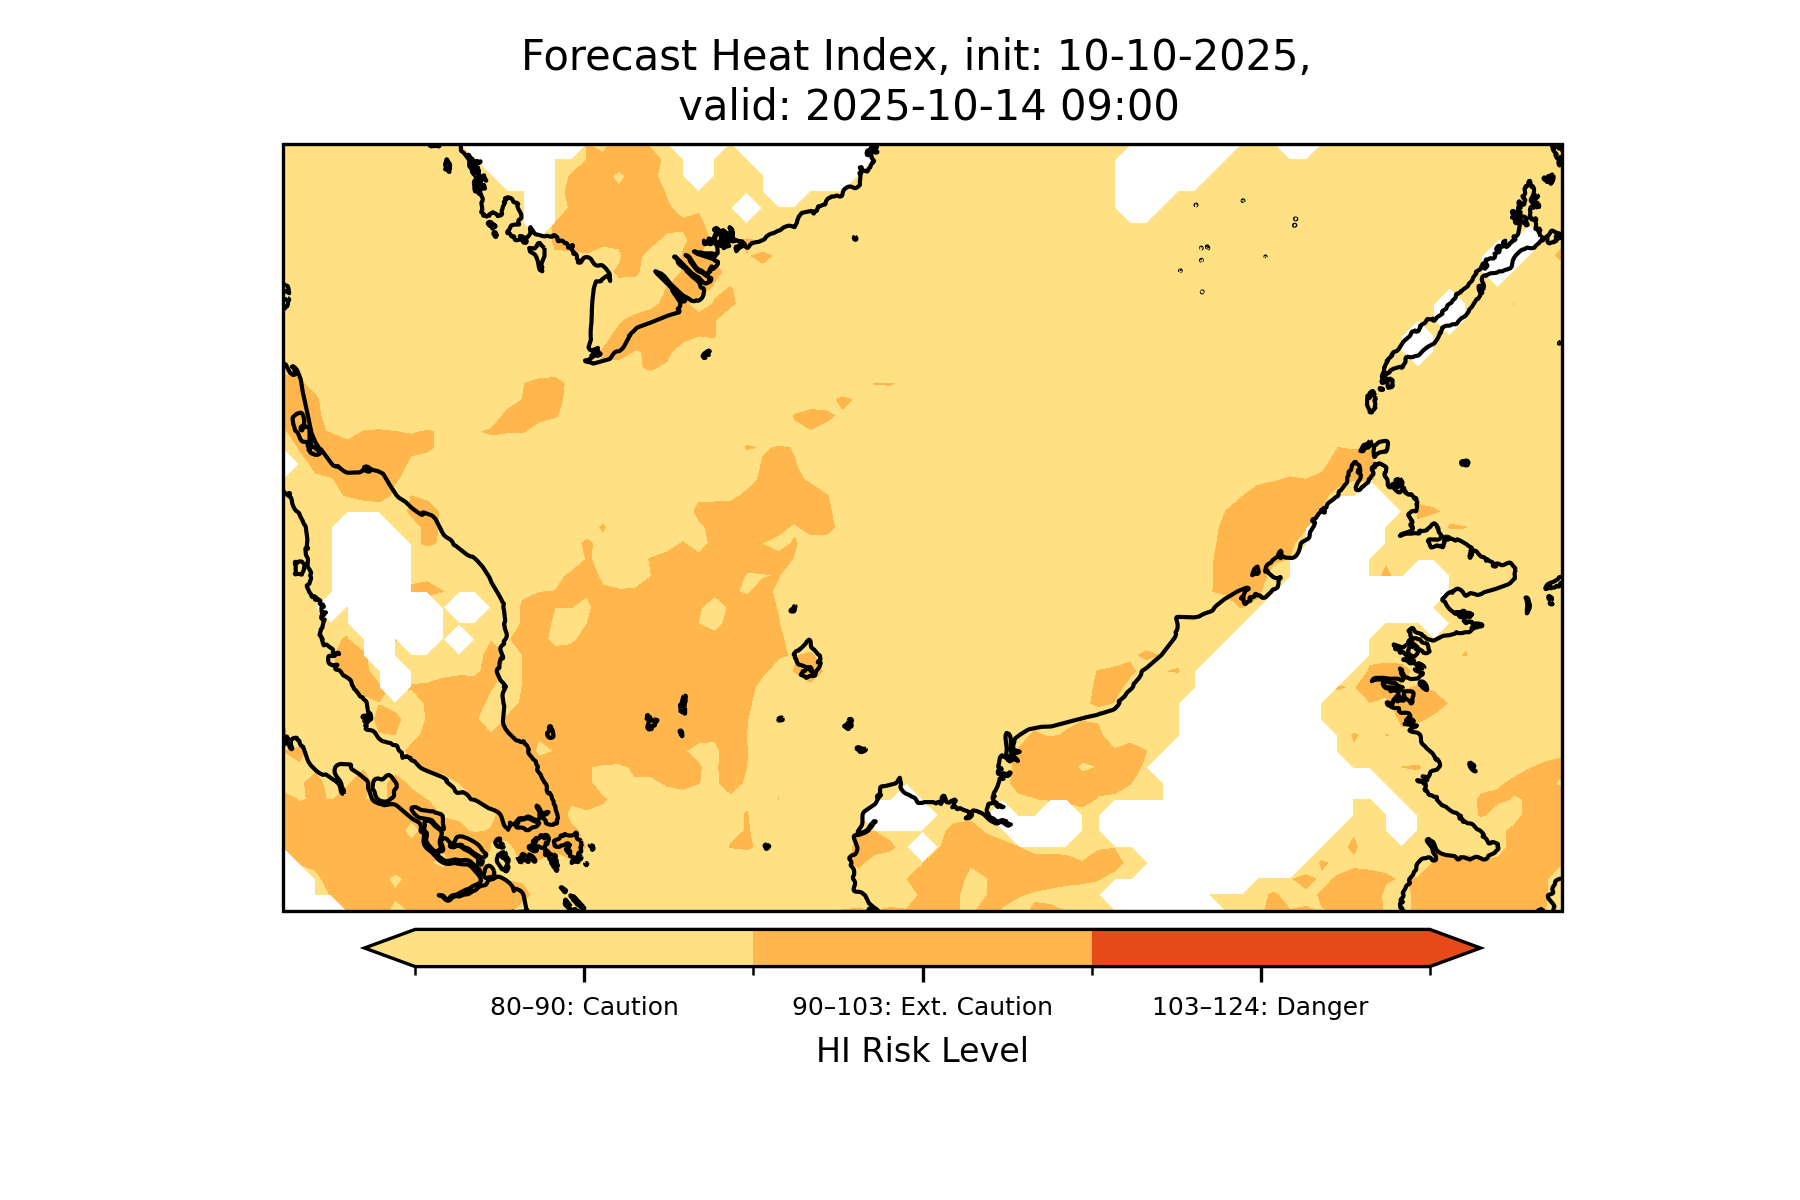 Forecast Heat Index, init: 10-10-2025,
valid: 2025-10-14 09:00
80–90: Caution
90–103: Ext. Caution
103–124: Danger
HI Risk Level